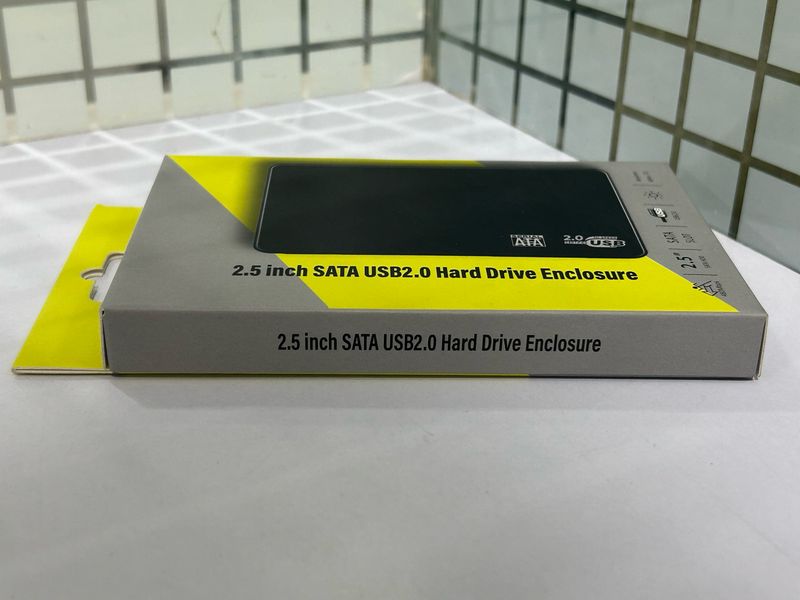 SERIAL
ATA
2.0
USB
2.5 inch SATA USB2.0 Hard Drive Enclosure
SATA
2.5"
2.5 inch SATA USB2.0 Hard Drive Enclosure